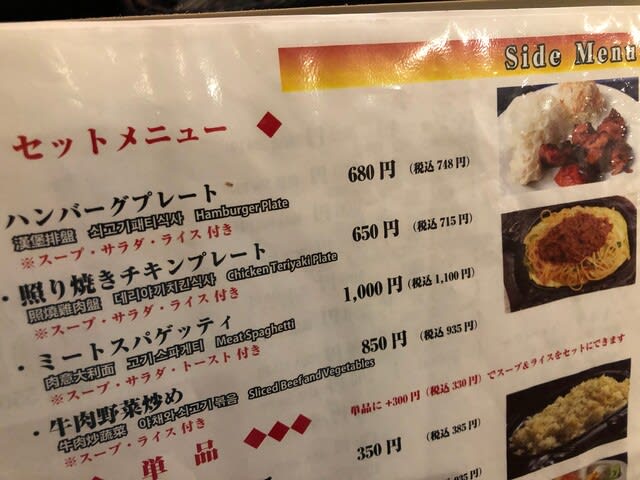 Side Menu
セットメニュー
ハンバーグプレート 680円 (税込 748円)
漢堡排盤 쇠고기패티식사 Hamburger Plate
※スープ・サラダ・ライス 付き
・照り焼きチキンプレート 650円 (税込 715円)
照燒雞肉盤 데리야끼치킨식사 Chicken Teriyaki Plate
※スープ・サラダ・ライス 付き
・ミートスパゲッティ 1,000円 (税込 1,100円)
肉意大利面 고기 스파게티 Meat Spaghetti
※スープ・サラダ・トースト 付き
・牛肉野菜炒め 850円 (税込 935円)
牛肉炒蔬菜 야채와쇠고기 볶음 Sliced Beef and Vegetables
※スープ・ライス 付き
単品に +300円 (税込 330円) でスープ&ライスをセットにできます
単品
350円 (税込 385円)